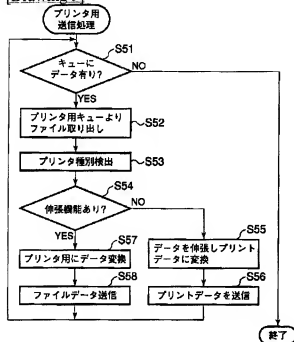 プリンタ用
送信処理
S51
キューに
データ有り?
NO
YES
プリンタ用キューより
ファイル取り出し
S52
プリンタ種別検出
S53
S54
伸張機能あり?
NO
YES
S57
プリンタ用にデータ変換
S58
ファイルデータ送信
S55
データを伸張しプリント
データに変換
S56
プリントデータを送信
終了